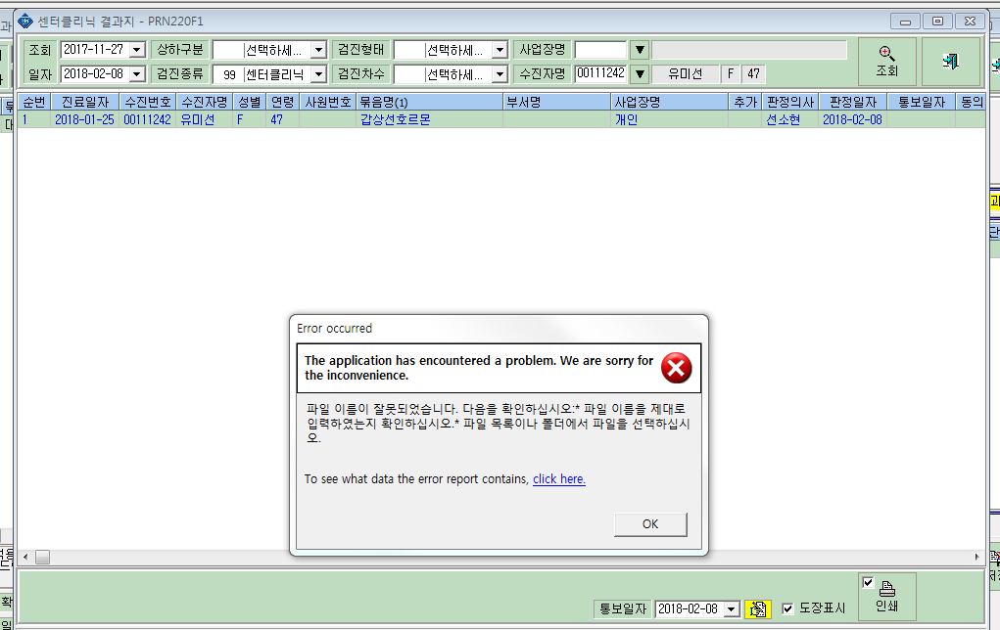 센터클리닉 결과지 - PRN220F1
조회 2017-11-27 상하구분 선택하세... 검진형태 선택하세... 사업장명
일자 2018-02-08 검진종류 99 센터클리닉 검진차수 선택하세... 수진자명 00111242 유미선 F 47
조회
순번 진료일자 수진번호 수진자명 성별 연령 사원번호 묶음명(1) 부서명 사업장명 추가 판정의사 판정일자 통보일자 동의
1 2018-01-25 00111242 유미선 F 47 갑상선호르몬 개인 선소현 2018-02-08
Error occurred
The application has encountered a problem. We are sorry for
the inconvenience.
파일 이름이 잘못되었습니다. 다음을 확인하십시오:* 파일 이름을 제대로
입력하였는지 확인하십시오.* 파일 목록이나 폴더에서 파일을 선택하십시
오.
To see what data the error report contains, click here.
OK
통보일자 2018-02-08 도장표시 인쇄